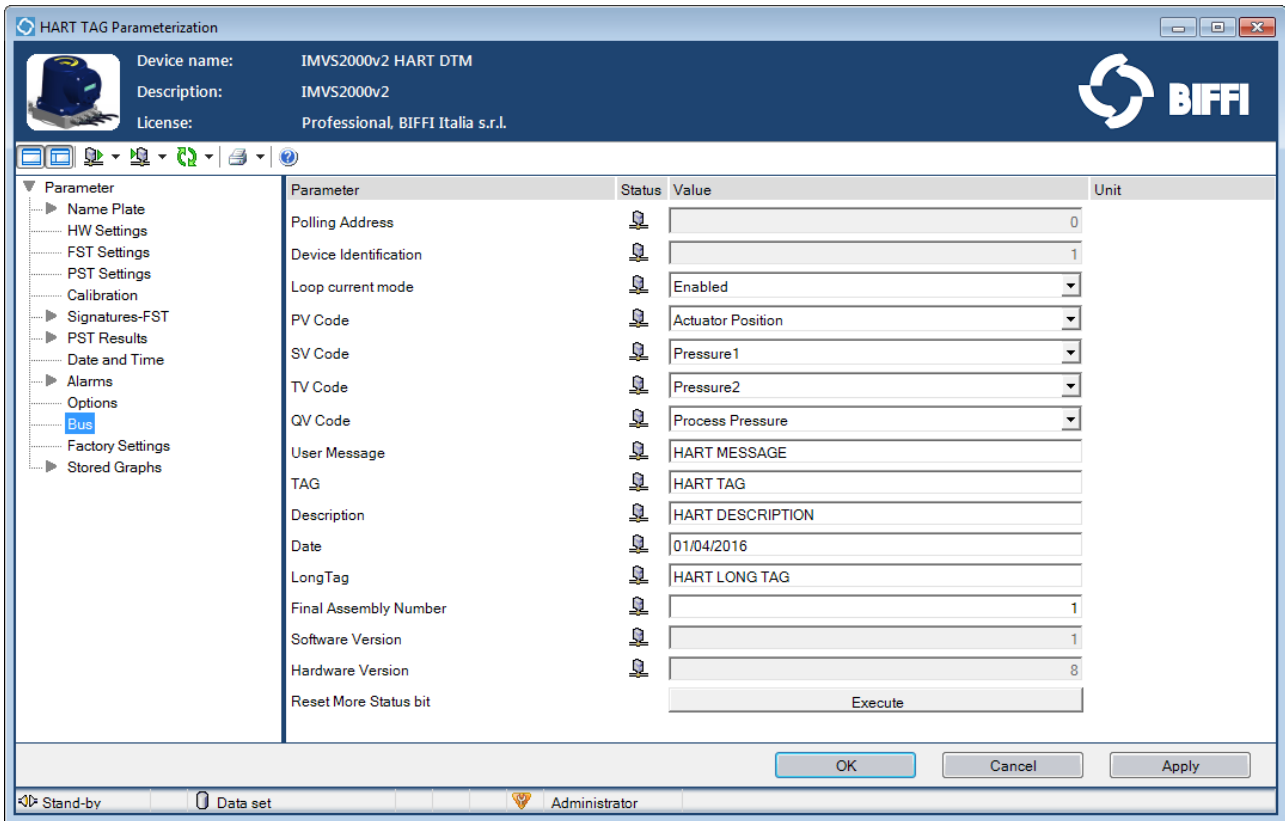 HART TAG Parameterization
Device name: IMVS2000v2 HART DTM
Description: IMVS2000v2
License: Professional, BIFFI Italia s.r.l.
BIFFI
Parameter
Name Plate
HW Settings
FST Settings
PST Settings
Calibration
Signatures-FST
PST Results
Date and Time
Alarms
Options
Bus
Factory Settings
Stored Graphs
Parameter Status Value Unit
Polling Address 0
Device Identification 1
Loop current mode Enabled
PV Code Actuator Position
SV Code Pressure1
TV Code Pressure2
QV Code Process Pressure
User Message HART MESSAGE
TAG HART TAG
Description HART DESCRIPTION
Date 01/04/2016
LongTag HART LONG TAG
Final Assembly Number 1
Software Version 1
Hardware Version 8
Reset More Status bit Execute
OK Cancel Apply
Stand-by Data set Administrator